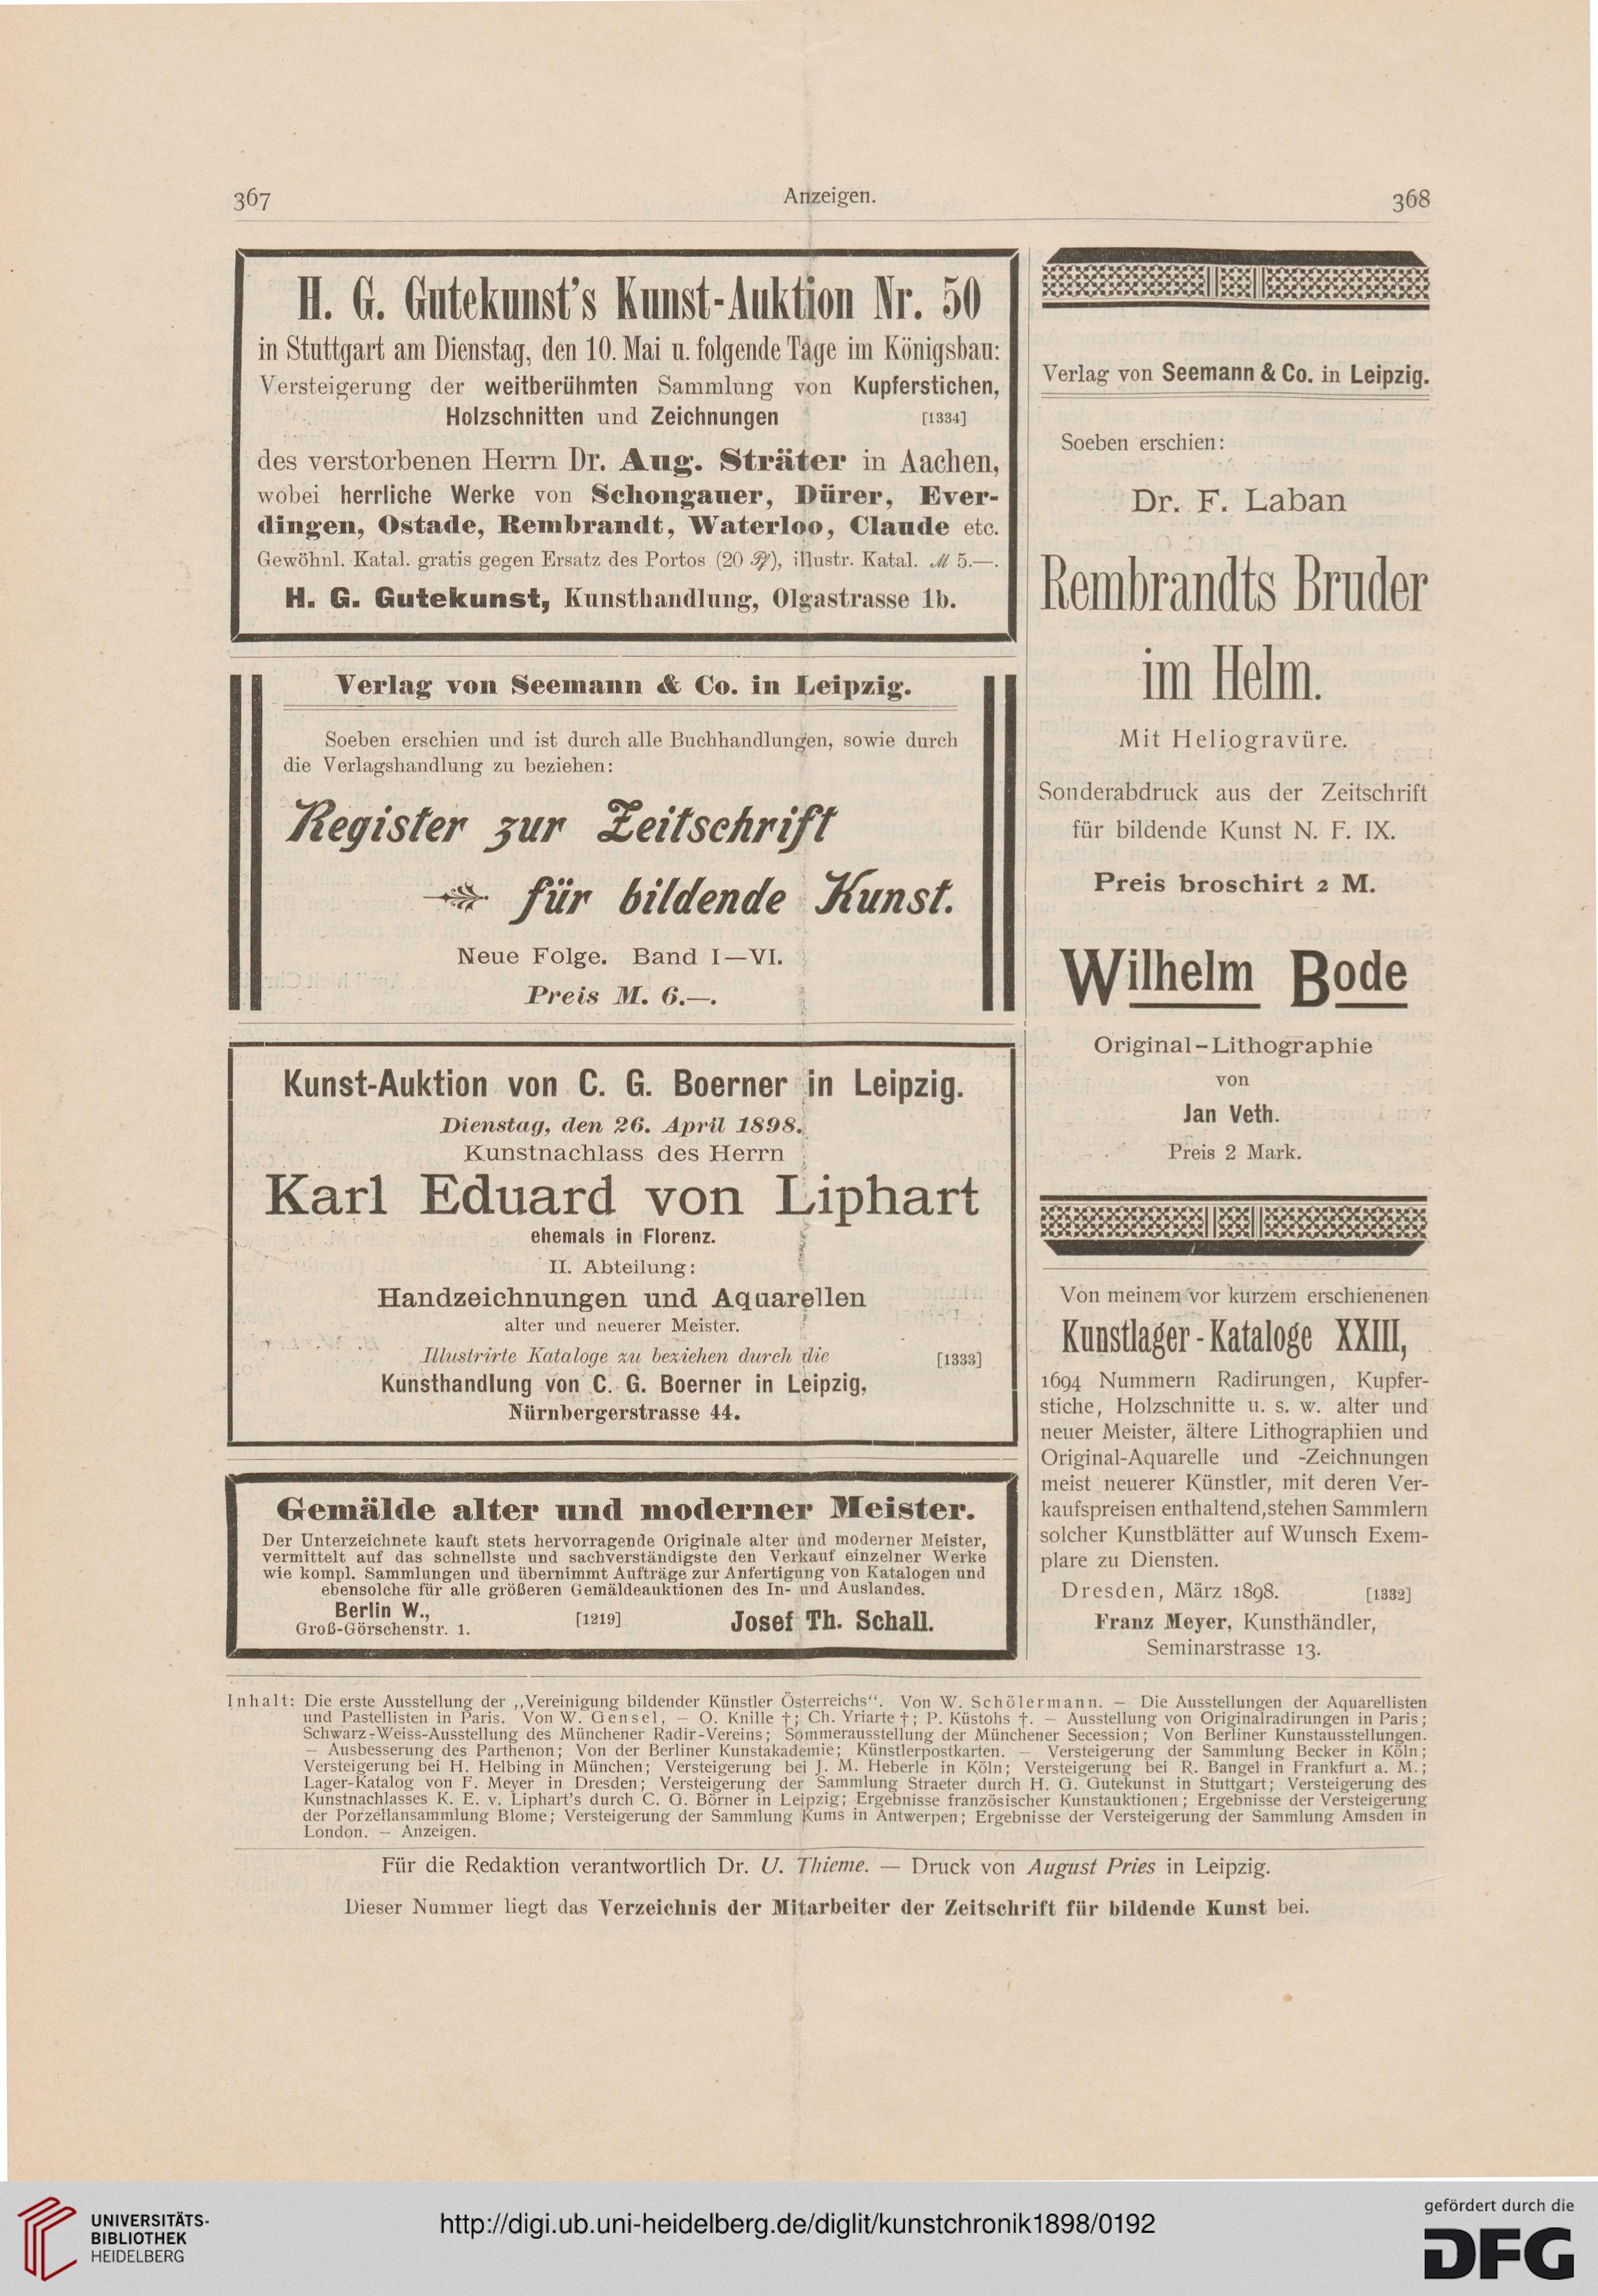 367
Anzeigen.
368
H. G. Gutekunst's Kunst-Auktion Nr. 50
in Stuttgart am Dienstag, den 10. Mai u. folgende Tage im Königsbau:
Versteigerung der weitberühmten Sammlung von Kupferstichen,
Holzschnitten und Zeichnungen [1334]
des verstorbenen Herrn Dr. Aug. Sträter in Aachen,
wobei herrliche Werke von Schongauer, Dürer, Ever-
dingen, Ostade, Rembrandt, Waterloo, Claude etc.
Gewöhnl. Katal. gratis gegen Ersatz des Portos (20 Pf), illustr. Katal. M 5.—.
H. G. Gutekunst, Kunsthandlung, Olgastrasse 1b.
Verlag von Seemann & Co. in Leipzig.
Soeben erschien und ist durch alle Buchhandlungen, sowie durch
die Verlagshandlung zu beziehen:
Register zur Zeitschrift
für bildende Kunst.
Neue Folge. Band I—VI.
Preis M. 6.—.
Kunst-Auktion von C. G. Boerner in Leipzig.
Dienstag, den 26. April 1898.
Kunstnachlass des Herrn
Karl Eduard von Liphart
ehemals in Florenz.
II. Abteilung:
Handzeichnungen und Aquarellen
alter und neuerer Meister.
Illustrirte Kataloge zu beziehen durch die [1333]
Kunsthandlung von C. G. Boerner in Leipzig,
Nürnbergerstrasse 44.
Gemälde alter und moderner Meister.
Der Unterzeichnete kauft stets hervorragende Originale alter und moderner Meister,
vermittelt auf das schnellste und sachverständigste den Verkauf einzelner Werke
wie kompl. Sammlungen und übernimmt Aufträge zur Anfertigung von Katalogen und
ebensolche für alle größeren Gemäldeauktionen des In- und Auslandes.
Berlin W.,
Groß-Görschenstr. 1.
[1219]
Josef Th. Schall.
Verlag von Seemann & Co. in Leipzig.
Soeben erschien:
Dr. F. Laban
Rembrandts Bruder
im Helm.
Mit Heliogravüre.
Sonderabdruck aus der Zeitschrift
für bildende Kunst N. F. IX.
Preis broschirt 2 M.
Wilhelm Bode
Original-Lithographie
von
Jan Veth.
Preis 2 Mark.
Von meinem vor kurzem erschienenen
Kunstlager-Kataloge XXIII,
1694 Nummern Radirungen, Kupfer-
stiche, Holzschnitte u. s. w. alter und
neuer Meister, ältere Lithographien und
Original-Aquarelle und -Zeichnungen
meist neuerer Künstler, mit deren Ver-
kaufspreisen enthaltend, stehen Sammlern
solcher Kunstblätter auf Wunsch Exem-
plare zu Diensten.
Dresden, März 1898. [1332]
Franz Meyer, Kunsthändler,
Seminarstrasse 13.
Inhalt: Die erste Ausstellung der ,,Vereinigung bildender Künstler Österreichs". Von W. Schölermann. — Die Ausstellungen der Aquarellisten
und Pastellisten in Paris. Von W. Gensel, — O. Knille †; Ch. Yriarte †; P. Küstohs †. — Ausstellung von Originalradirungen in Paris;
Schwarz-Weiss-Ausstellung des Münchener Radir-Vereins; Sommerausstellung der Münchener Secession; Von Berliner Kunstausstellungen.
— Ausbesserung des Parthenon; Von der Berliner Kunstakademie; Künstlerpostkarten. — Versteigerung der Sammlung Becker in Köln;
Versteigerung bei H. Helbing in München; Versteigerung bei J. M. Heberle in Köln; Versteigerung bei R. Bangel in Frankfurt a. M.;
Lager-Katalog von F. Meyer in Dresden; Versteigerung der Sammlung Straeter durch H. G. Gutekunst in Stuttgart; Versteigerung des
Kunstnachlasses K. E. v. Liphart's durch C. G. Börner in Leipzig; Ergebnisse französischer Kunstauktionen; Ergebnisse der Versteigerung
der Porzellansammlung Blome; Versteigerung der Sammlung Kums in Antwerpen; Ergebnisse der Versteigerung der Sammlung Amsden in
London. — Anzeigen.
Für die Redaktion verantwortlich Dr. U. Thieme. — Druck von August Pries in Leipzig.
Dieser Nummer liegt das Verzeichnis der Mitarbeiter der Zeitschrift für bildende Kunst bei.
UNIVERSITÄTS-
BIBLIOTHEK
HEIDELBERG
http://digi.ub.uni-heidelberg.de/diglit/kunstchronik1898/0192
gefördert durch die
DFG